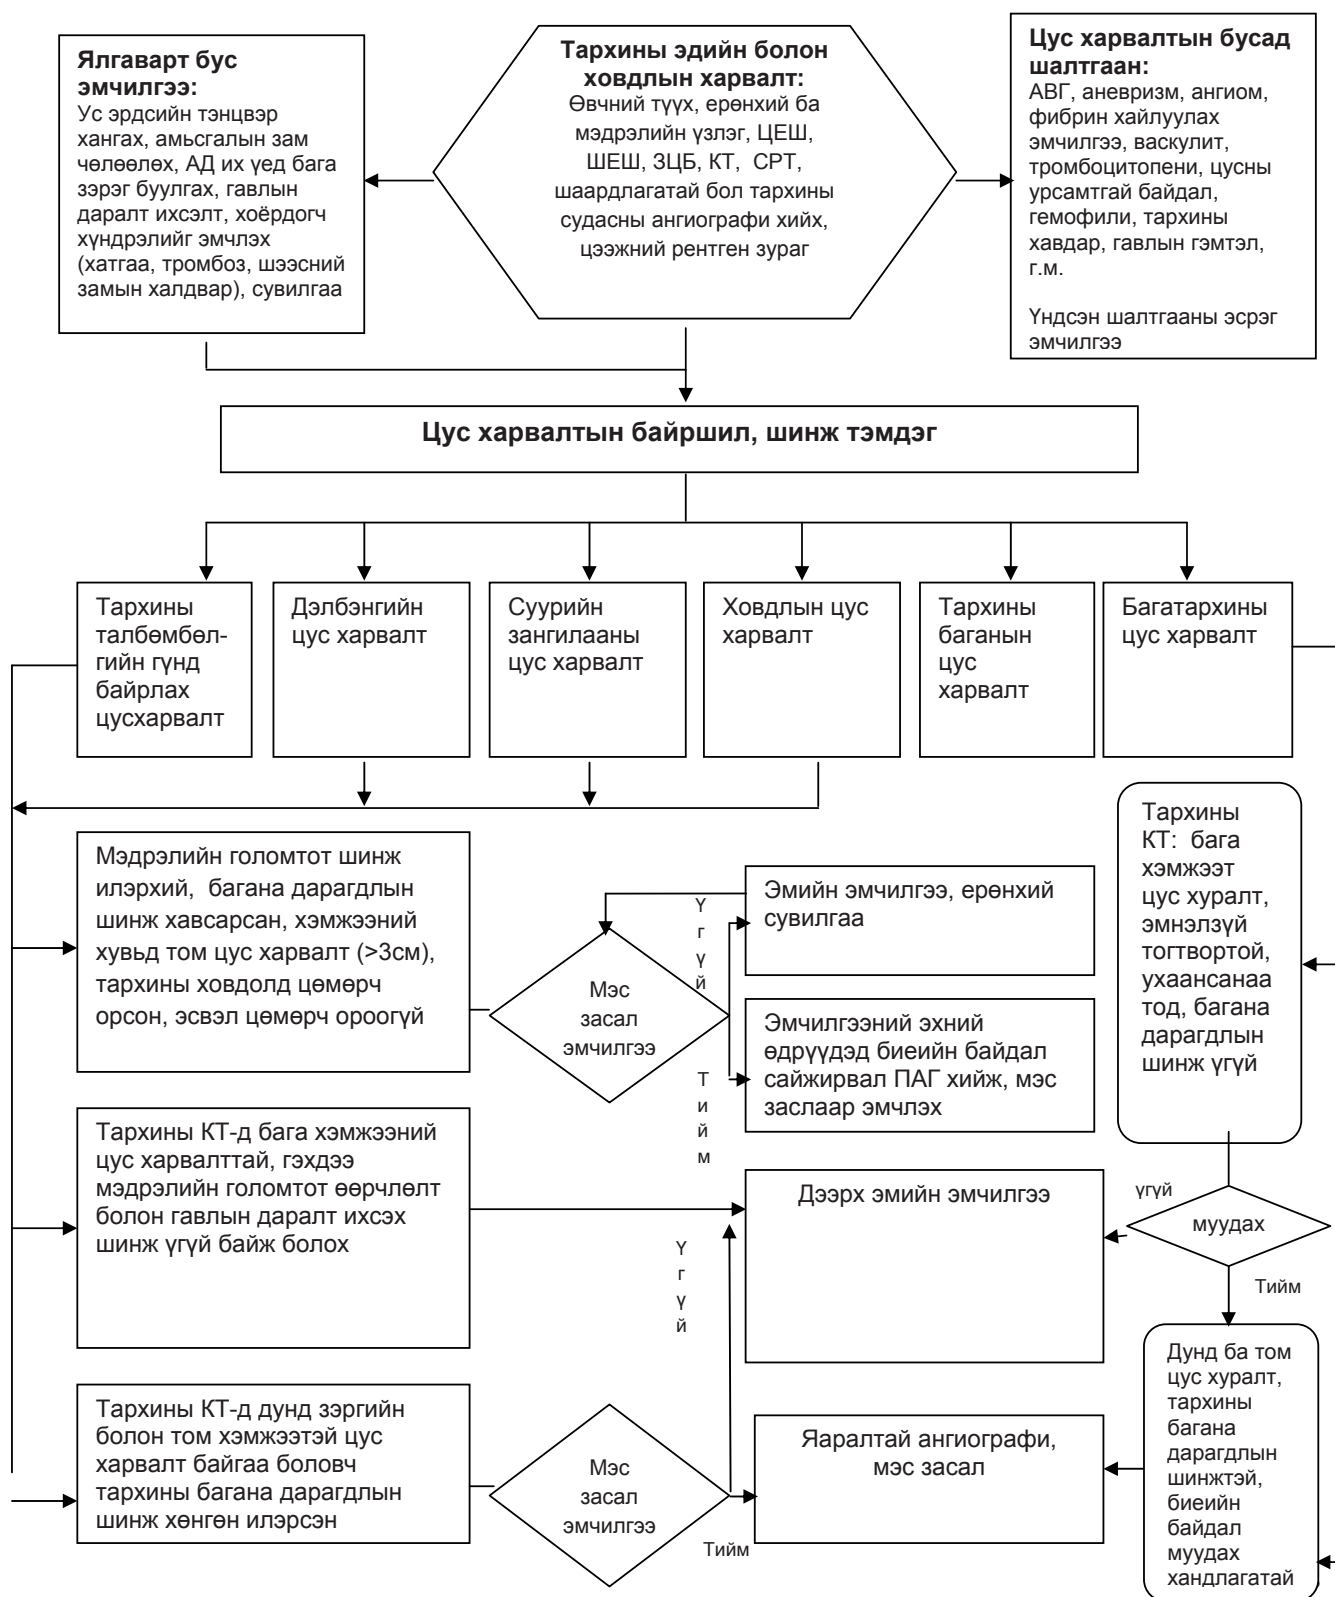 Ялгаварт бус
эмчилгээ:
Ус эрдсийн тэнцвэр
хангах, амьсгалын зам
чөлөөлөх, АД их үед бага
зэрэг буулгах, гавлын
даралт ихсэлт, хоёрдогч
хүндрэлийг эмчлэх
(хатгаа, тромбоз, шээсний
замын халдвар), сувилгаа
Тархины эдийн болон
ховдлын харвалт:
Өвчний түүх, ерөнхий ба
мэдрэлийн үзлэг, ЦЕШ,
ШЕШ, ЗЦБ, КТ, СРТ,
шаардлагатай бол тархины
судасны ангиографи хийх,
цээжний рентген зураг
Цус харвалтын бусад
шалтгаан:
АВГ, аневризм, ангиом,
фибрин хайлуулах
эмчилгээ, васкулит,
тромбоцитопени, цусны
урсамтгай байдал,
гемофили, тархины
хавдар, гавлын гэмтэл,
г.м.
Үндсэн шалтгааны эсрэг
эмчилгээ
Цус харвалтын байршил, шинж тэмдэг
Тархины
талбөмбөл-
гийн гүнд
байрлах
цусхарвалт
Дэлбэнгийн
цус харвалт
Суурийн
зангилааны
цус харвалт
Ховдлын цус
харвалт
Тархины
баганын
цус
харвалт
Багатархины
цус харвалт
Мэдрэлийн голомтот шинж
илэрхий, багана дарагдлын
шинж хавсарсан, хэмжээний
хувьд том цус харвалт (>3см),
тархины ховдолд цөмөрч
орсон, эсвэл цөмөрч ороогүй
Мэс
засал
эмчилгээ
Ү
г
ү
й
Т
и
й
м
Эмийн эмчилгээ, ерөнхий
сувилгаа
Эмчилгээний эхний
өдрүүдэд биеийн байдал
сайжирвал ПАГ хийж, мэс
заслаар эмчлэх
Тархины
КТ: бага
хэмжээт
цус хуралт,
эмнэлзүй
тогтвортой,
ухаансанаа
тод, багана
дарагдлын
шинж үгүй
Тархины КТ-д бага хэмжээний
цус харвалттай, гэхдээ
мэдрэлийн голомтот өөрчлөлт
болон гавлын даралт ихсэх
шинж үгүй байж болох
Ү
г
ү
й
Дээрх эмийн эмчилгээ
үгүй
муудах
Тийм
Тархины КТ-д дунд зэргийн
болон том хэмжээтэй цус
харвалт байгаа боловч
тархины багана дарагдлын
шинж хөнгөн илэрсэн
Мэс
засал
эмчилгээ
Тийм
Яаралтай ангиографи,
мэс засал
Дунд ба том
цус хуралт,
тархины
багана
дарагдлын
шинжтэй,
биеийн
байдал
муудах
хандлагатай